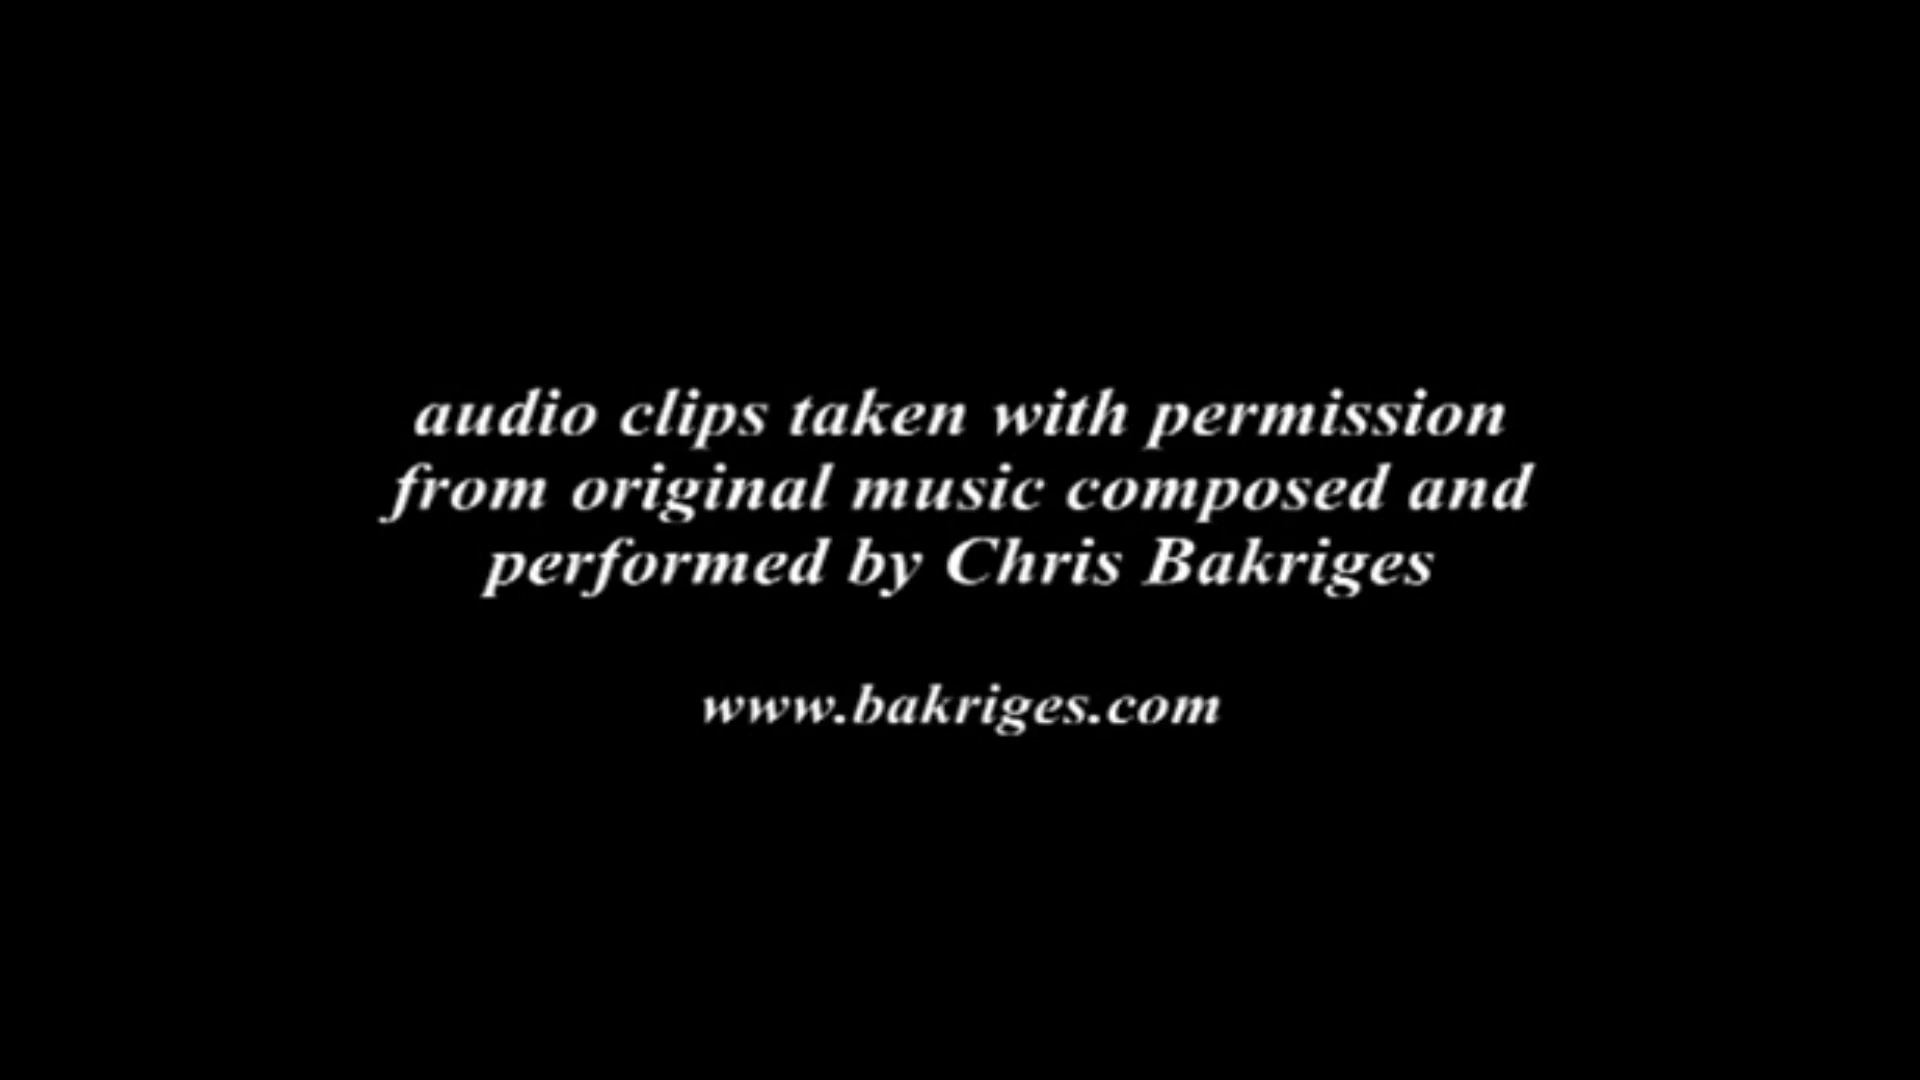 audio clips taken with permission
from original music composed and
performed by Chris Bakriges
www.bakriges.com